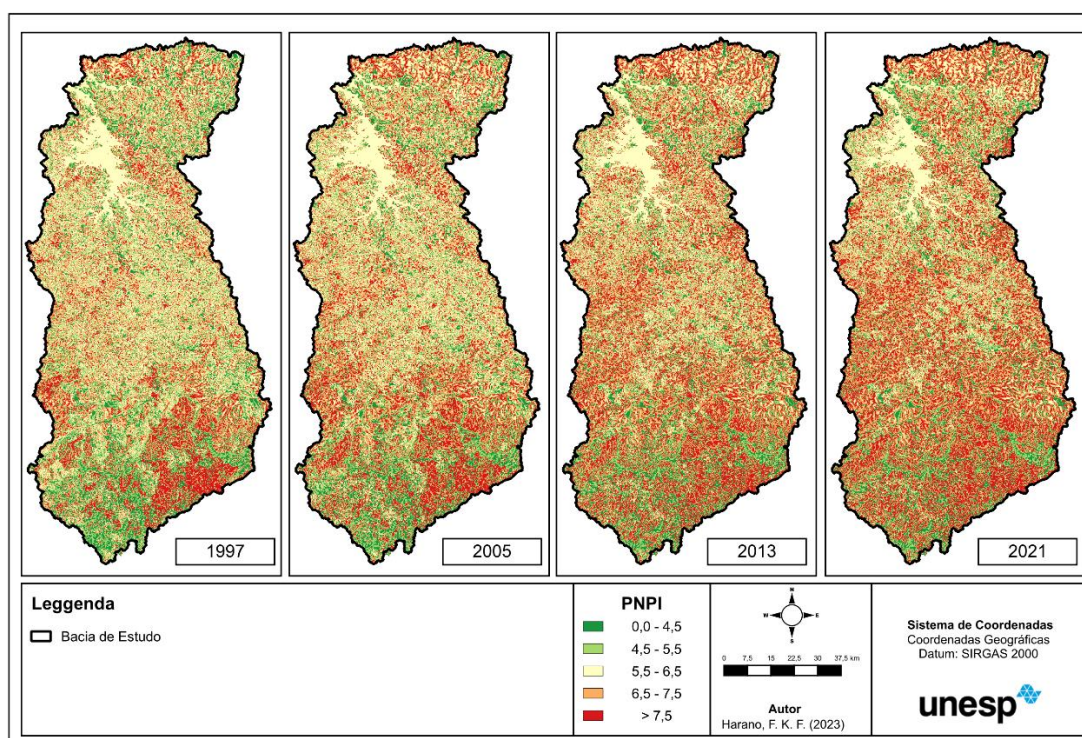 1997
2005
2013
2021
Leggenda
Bacia de Estudo
PNPI
0,0 - 4,5
4,5 - 5,5
5,5 - 6,5
6,5 - 7,5
> 7,5
N
W E
S
0 7,5 15 22,5 30 37,5 km
Autor
Harano, F. K. F. (2023)
Sistema de Coordenadas
Coordenadas Geográficas
Datum: SIRGAS 2000
unesp